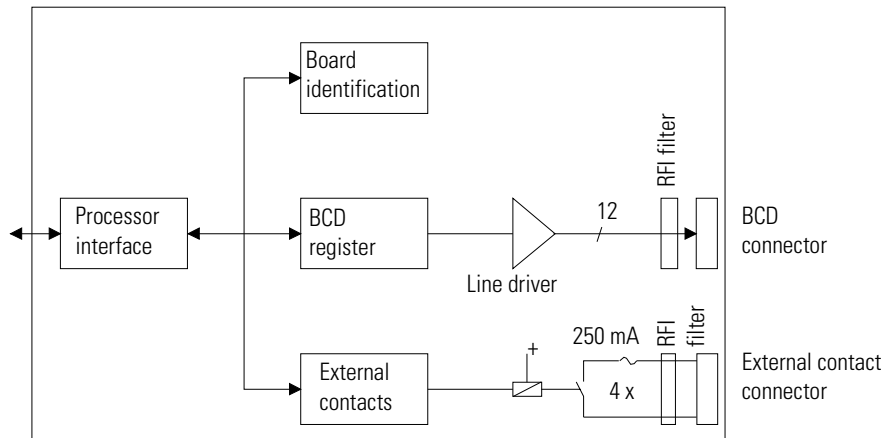 Board
identification
RFI filter
Processor
interface
BCD
register
12
Line driver
BCD
connector
250 mA
RFI
filter
+
4 x
External
contacts
External contact
connector